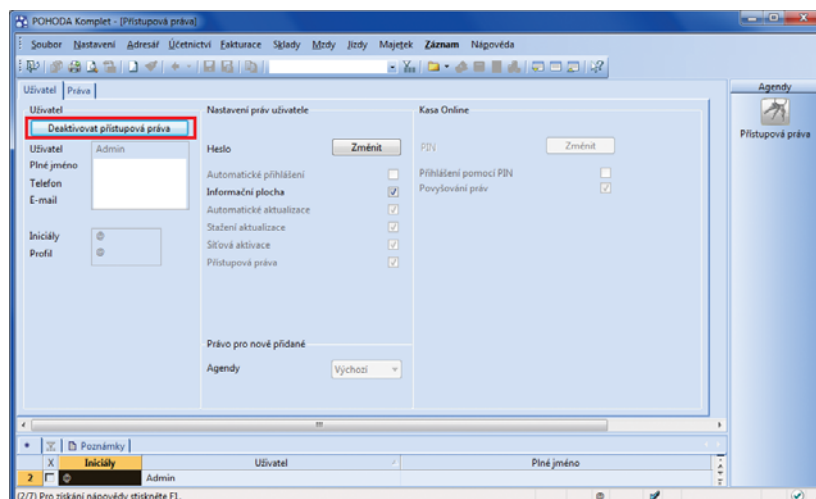 POHODA Komplet - [Přístupová práva]
Soubor Nastavení Adresář Účetnictví Fakturace Sklady Mzdy Jízdy Majetek Záznam Nápověda
Uživatel Práva
Agendy
Přístupová práva
Uživatel
Deaktivovat přístupová práva
Uživatel Admin
Plné jméno
Telefon
E-mail
Iniciály @
Profil @
Nastavení práv uživatele
Heslo Změnit
Automatické přihlášení
Informační plocha
Automatické aktualizace
Stažení aktualizace
Síťová aktivace
Přístupová práva
Právo pro nově přidané
Agendy Výchozí
Kasa Online
PIN Změnit
Přihlášení pomocí PIN
Povyšování práv
Poznámky
X Iniciály Uživatel Plné jméno
2 @ Admin
(2/7) Pro získání nápovědy stiskněte F1. @